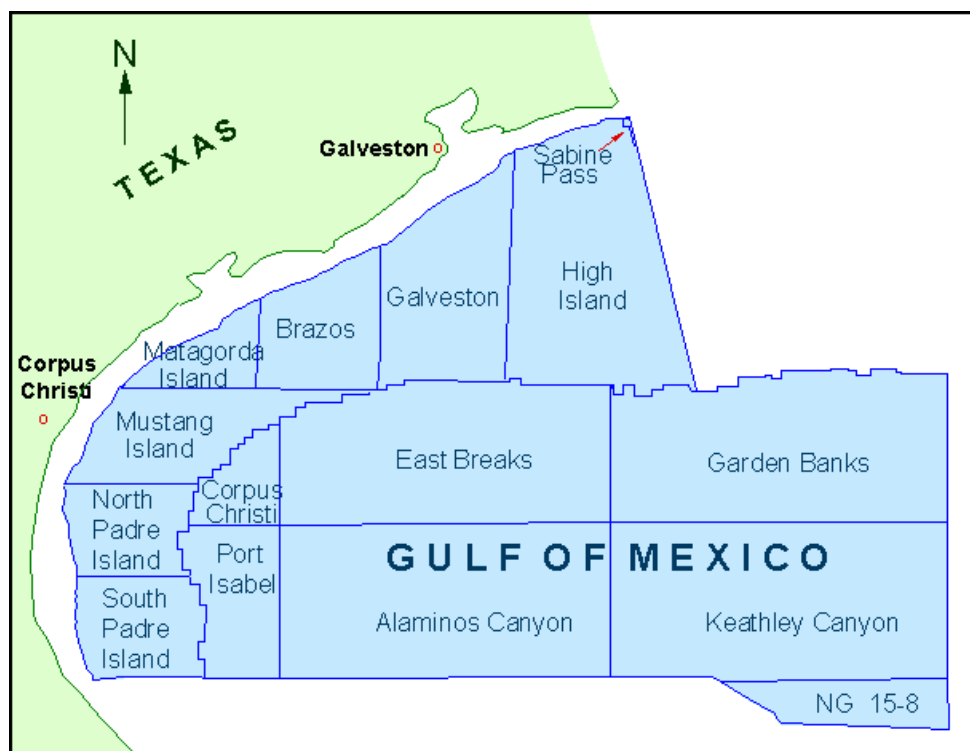 N
TEXAS
Galveston
Sabine
Pass
High
Island
Galveston
Brazos
Matagorda
Island
Corpus
Christi
Mustang
Island
East Breaks
Garden Banks
Corpus
Christi
North
Padre
Island
Port
Isabel
GULF OF MEXICO
South
Padre
Island
Alaminos Canyon
Keathley Canyon
NG 15-8